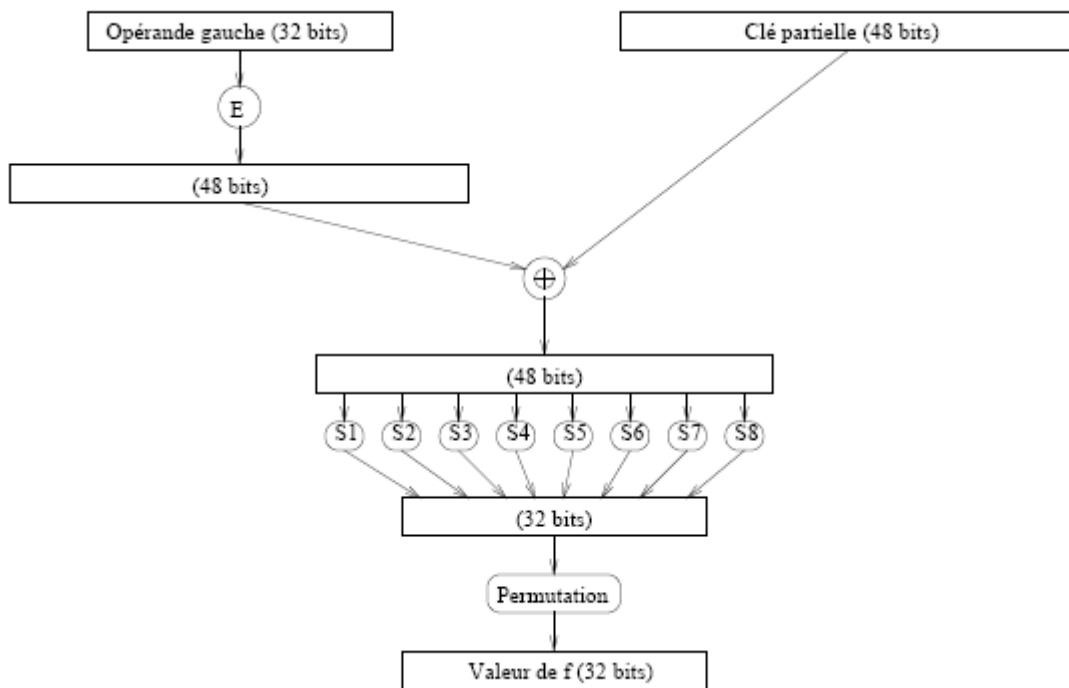 Opérande gauche (32 bits)
Clé partielle (48 bits)
E
(48 bits)
(48 bits)
S1 S2 S3 S4 S5 S6 S7 S8
(32 bits)
Permutation
Valeur de f (32 bits)